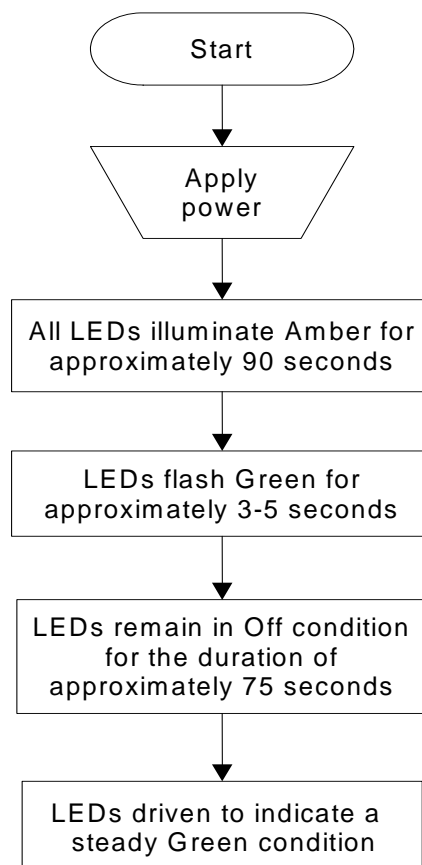 Start
Apply
power
All LEDs illuminate Amber for
approximately 90 seconds
LEDs flash Green for
approximately 3-5 seconds
LEDs remain in Off condition
for the duration of
approximately 75 seconds
LEDs driven to indicate a
steady Green condition